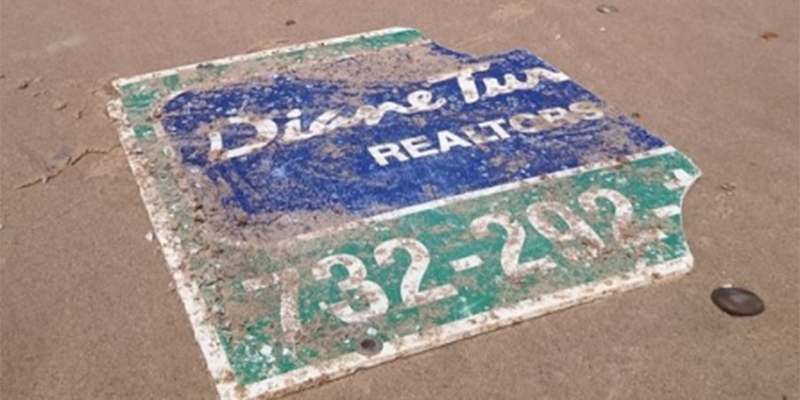 Diane Tur
REALTORS
732-292-